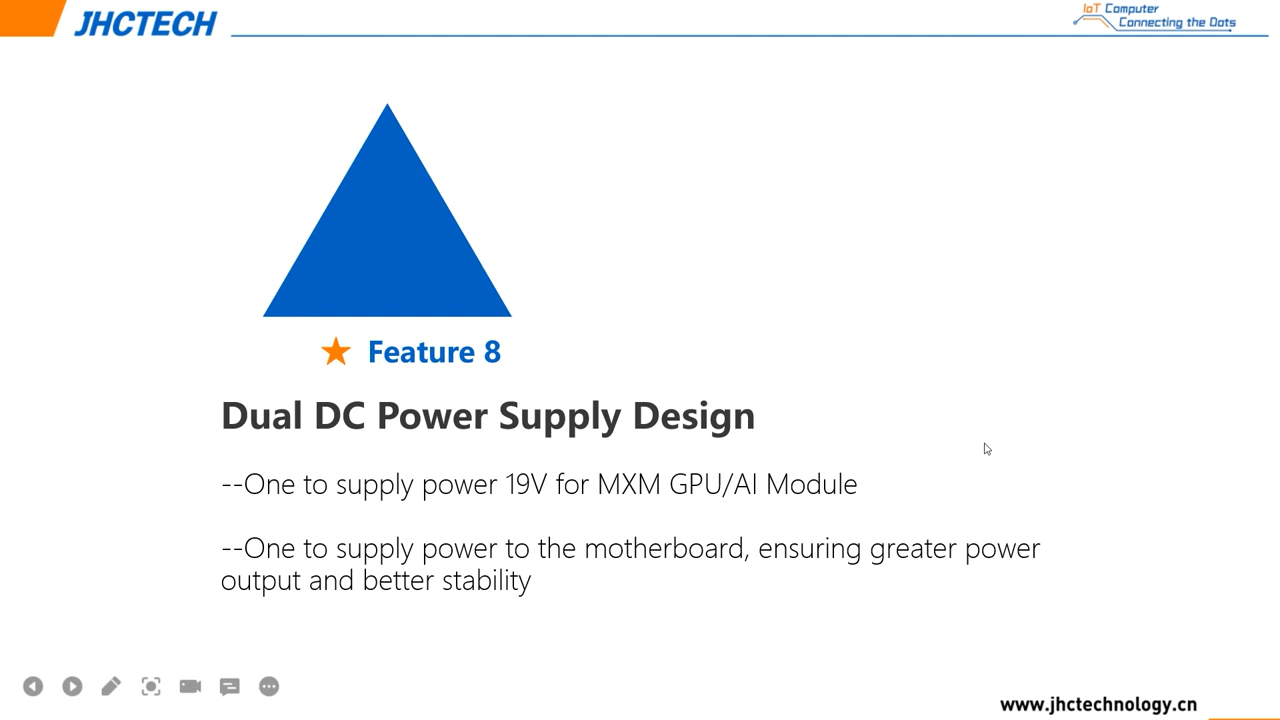 JHCTECH
IoT Computer
Connecting the Dots
Feature 8
Dual DC Power Supply Design
--One to supply power 19V for MXM GPU/AI Module
--One to supply power to the motherboard, ensuring greater power
output and better stability
www.jhctechnology.cn